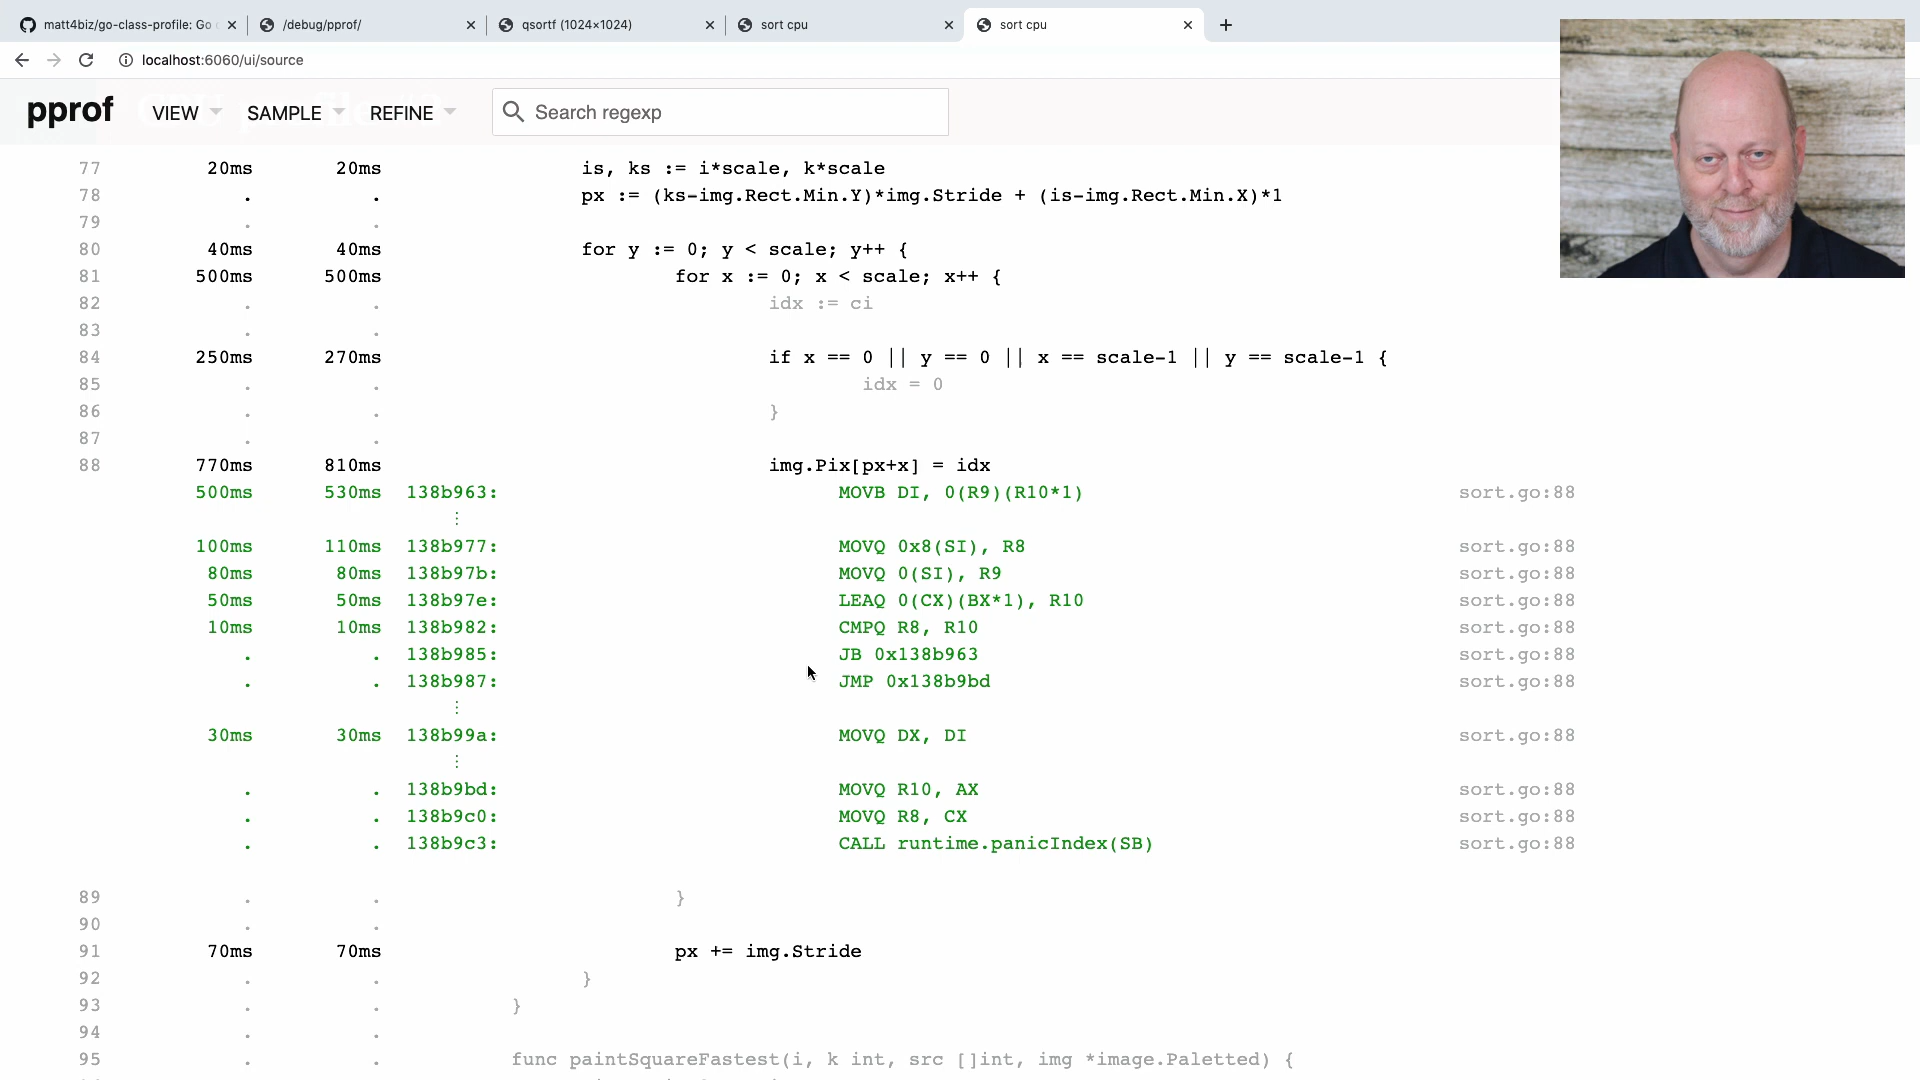 matt4biz/go-class-profile: Go
/debug/pprof/
qsortf (1024×1024)
sort cpu
sort cpu
localhost:6060/ui/source
pprof VIEW SAMPLE REFINE Search regexp
77 20ms 20ms is, ks := i*scale, k*scale
78 . . px := (ks-img.Rect.Min.Y)*img.Stride + (is-img.Rect.Min.X)*1
79 . .
80 40ms 40ms for y := 0; y < scale; y++ {
81 500ms 500ms for x := 0; x < scale; x++ {
82 . . idx := ci
83 . .
84 250ms 270ms if x == 0 || y == 0 || x == scale-1 || y == scale-1 {
85 . . idx = 0
86 . . }
87 . .
88 770ms 810ms img.Pix[px+x] = idx
500ms 530ms 138b963: MOVB DI, 0(R9)(R10*1) sort.go:88
⋮
100ms 110ms 138b977: MOVQ 0x8(SI), R8 sort.go:88
80ms 80ms 138b97b: MOVQ 0(SI), R9 sort.go:88
50ms 50ms 138b97e: LEAQ 0(CX)(BX*1), R10 sort.go:88
10ms 10ms 138b982: CMPQ R8, R10 sort.go:88
. . 138b985: JB 0x138b963 sort.go:88
. . 138b987: JMP 0x138b9bd sort.go:88
⋮
30ms 30ms 138b99a: MOVQ DX, DI sort.go:88
⋮
. . 138b9bd: MOVQ R10, AX sort.go:88
. . 138b9c0: MOVQ R8, CX sort.go:88
. . 138b9c3: CALL runtime.panicIndex(SB) sort.go:88
89 . . }
90 . .
91 70ms 70ms px += img.Stride
92 . . }
93 . . }
94 . .
95 . . func paintSquareFastest(i, k int, src []int, img *image.Paletted) {